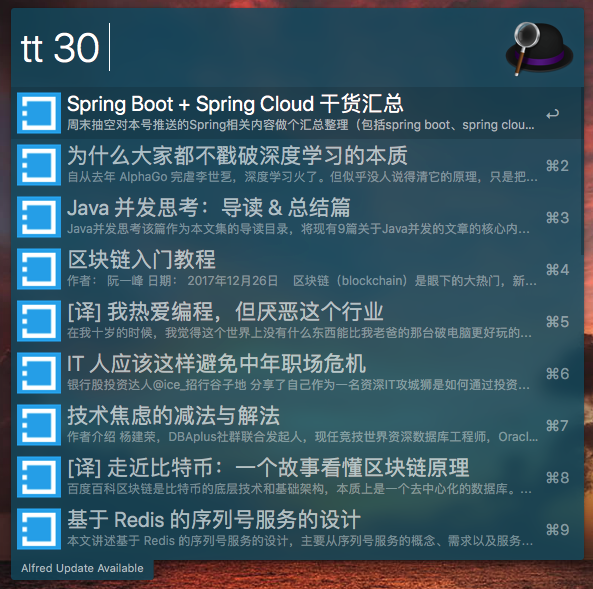 tt 30
Spring Boot + Spring Cloud 干货汇总
周末抽空对本号推送的Spring相关内容做个汇总整理（包括spring boot、spring clou...
↩
为什么大家都不戳破深度学习的本质
自从去年 AlphaGo 完虐李世乭，深度学习火了。但似乎没人说得清它的原理，只是把...
⌘2
Java 并发思考：导读 & 总结篇
Java并发思考该篇作为本文集的导读目录，将现有9篇关于Java并发的文章的核心内...
⌘3
区块链入门教程
作者： 阮一峰 日期： 2017年12月26日 区块链（blockchain）是眼下的大热门，新...
⌘4
[译] 我热爱编程，但厌恶这个行业
在我十岁的时候，我觉得这个世界上没有什么东西能比我老爸的那台破电脑更好玩的...
⌘5
IT 人应该这样避免中年职场危机
银行股投资达人@ice_招行谷子地 分享了自己作为一名资深IT攻城狮是如何通过投资...
⌘6
技术焦虑的减法与解法
作者介绍 杨建荣，DBAplus社群联合发起人，现任竞技世界资深数据库工程师，Oracl...
⌘7
[译] 走近比特币：一个故事看懂区块链原理
百度百科区块链是比特币的底层技术和基础架构，本质上是一个去中心化的数据库。...
⌘8
基于 Redis 的序列号服务的设计
本文讲述基于 Redis 的序列号服务的设计，主要从序列号服务的概念、需求以及服务...
⌘9
Alfred Update Available